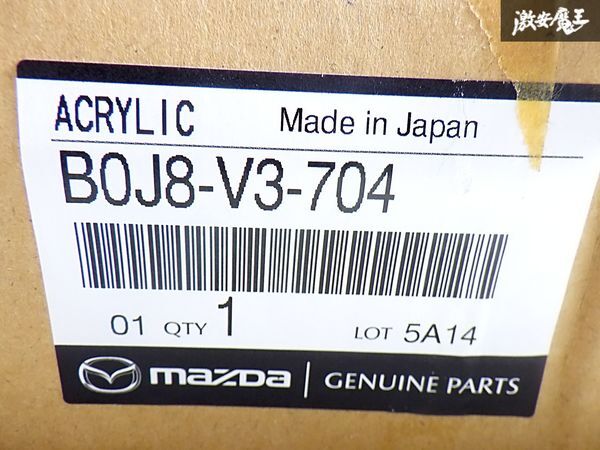 激安魔王
ACRYLIC Made in Japan
B0J8-V3-704
01 QTY 1 LOT 5A14
mazda GENUINE PARTS